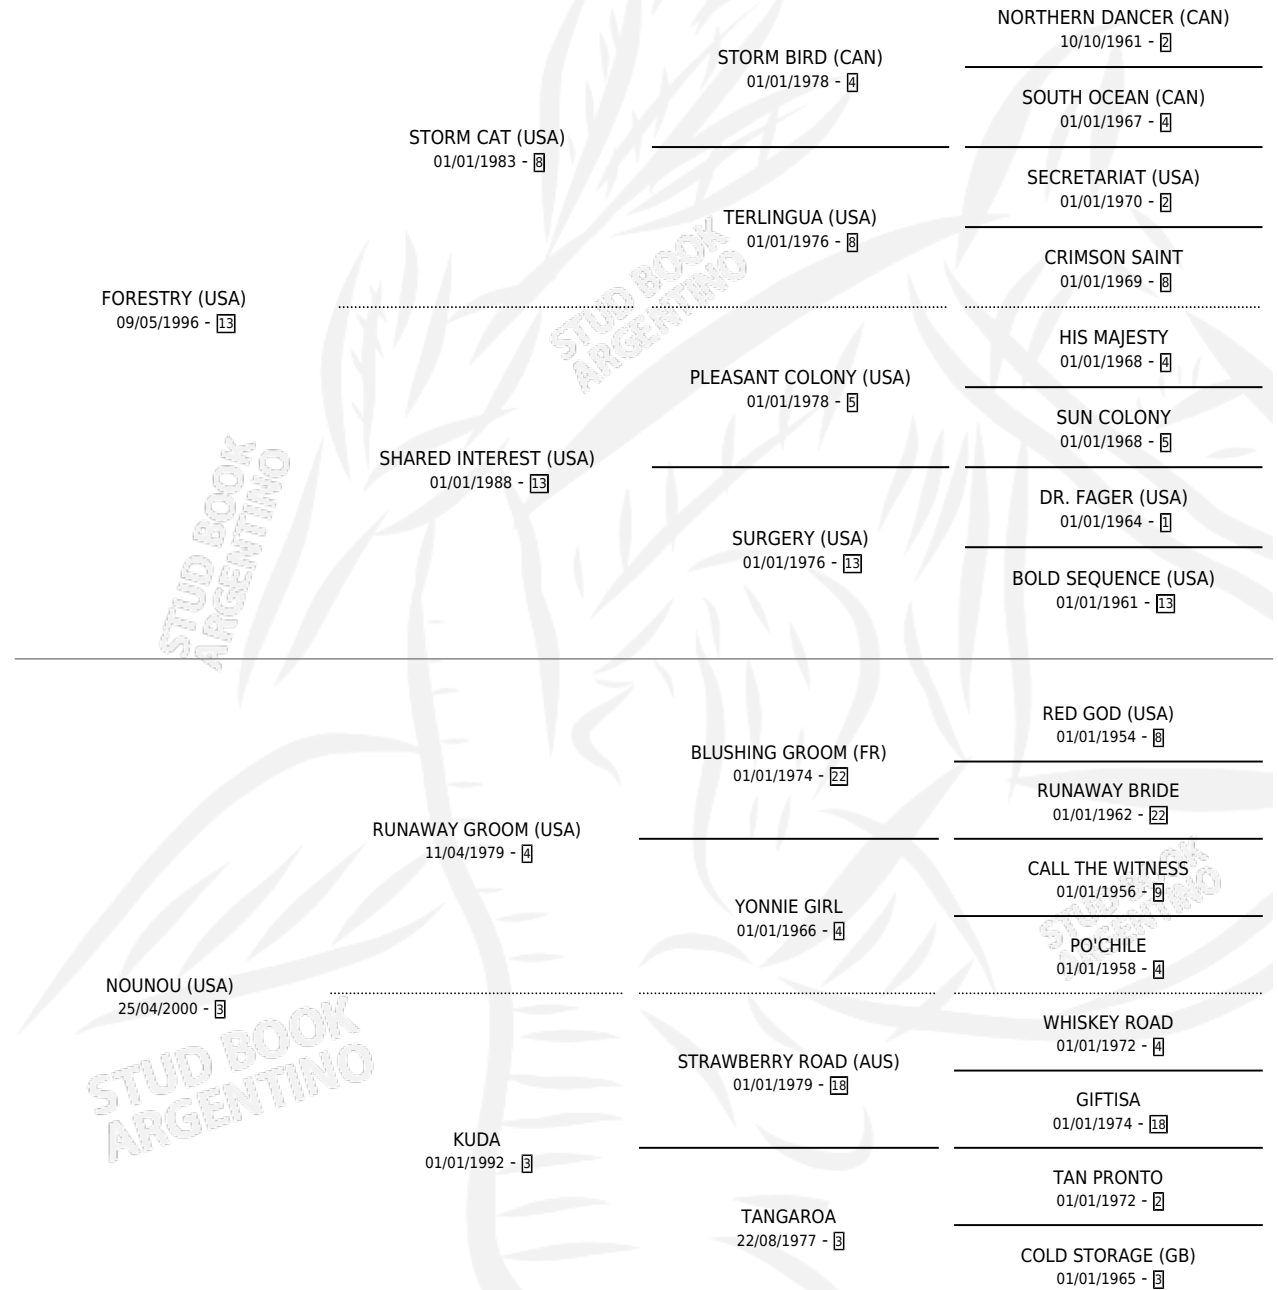 NORTHERN DANCER (CAN)
10/10/1961 - 2
STORM BIRD (CAN)
01/01/1978 - 4
SOUTH OCEAN (CAN)
01/01/1967 - 4
STORM CAT (USA)
01/01/1983 - 8
SECRETARIAT (USA)
01/01/1970 - 2
TERLINGUA (USA)
01/01/1976 - 8
CRIMSON SAINT
01/01/1969 - 8
FORESTRY (USA)
09/05/1996 - 13
HIS MAJESTY
01/01/1968 - 4
PLEASANT COLONY (USA)
01/01/1978 - 5
SUN COLONY
01/01/1968 - 5
SHARED INTEREST (USA)
01/01/1988 - 13
DR. FAGER (USA)
01/01/1964 - 1
SURGERY (USA)
01/01/1976 - 13
BOLD SEQUENCE (USA)
01/01/1961 - 13
RED GOD (USA)
01/01/1954 - 8
BLUSHING GROOM (FR)
01/01/1974 - 22
RUNAWAY BRIDE
01/01/1962 - 22
RUNAWAY GROOM (USA)
11/04/1979 - 4
CALL THE WITNESS
01/01/1956 - 9
YONNIE GIRL
01/01/1966 - 4
PO'CHILE
01/01/1958 - 4
NOUNOU (USA)
25/04/2000 - 3
WHISKEY ROAD
01/01/1972 - 4
STRAWBERRY ROAD (AUS)
01/01/1979 - 18
GIFTISA
01/01/1974 - 18
KUDA
01/01/1992 - 3
TAN PRONTO
01/01/1972 - 2
TANGAROA
22/08/1977 - 3
COLD STORAGE (GB)
01/01/1965 - 3
STUD BOOK
ARGENTINO
STUD BOOK
ARGENTINO
STUD BOOK
ARGENTINO
STUD BOOK
ARGENTINO